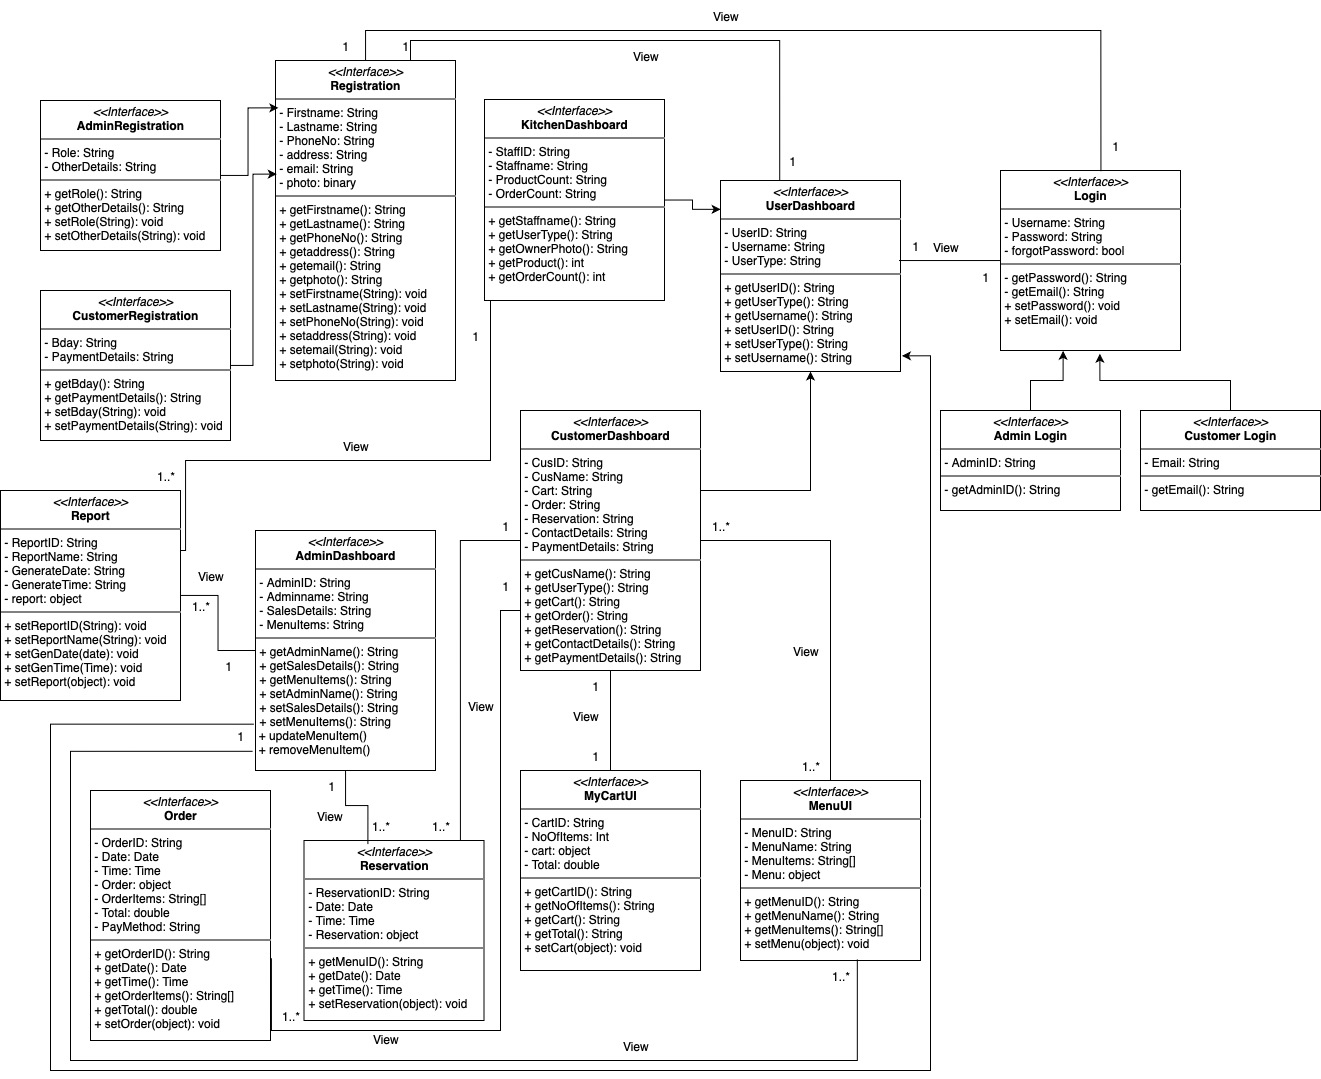 View
1
1
View
<<Interface>>
Registration
- Firstname: String
- Lastname: String
- PhoneNo: String
- address: String
- email: String
- photo: binary
+ getFirstname(): String
+ getLastname(): String
+ getPhoneNo(): String
+ getaddress(): String
+ getemail(): String
+ getphoto(): String
+ setFirstname(String): void
+ setLastname(String): void
+ setPhoneNo(String): void
+ setaddress(String): void
+ setemail(String): void
+ setphoto(String): void
<<Interface>>
AdminRegistration
- Role: String
- OtherDetails: String
+ getRole(): String
+ getOtherDetails(): String
+ setRole(String): void
+ setOtherDetails(String): void
<<Interface>>
CustomerRegistration
- Bday: String
- PaymentDetails: String
+ getBday(): String
+ getPaymentDetails(): String
+ setBday(String): void
+ setPaymentDetails(String): void
<<Interface>>
KitchenDashboard
- StaffID: String
- Staffname: String
- ProductCount: String
- OrderCount: String
+ getStaffname(): String
+ getUserType(): String
+ getOwnerPhoto(): String
+ getProduct(): int
+ getOrderCount(): int
1
1
<<Interface>>
UserDashboard
- UserID: String
- Username: String
- UserType: String
+ getUserID(): String
+ getUserType(): String
+ getUsername(): String
+ setUserID(): String
+ setUserType(): String
+ setUsername(): String
1
View
1
1
<<Interface>>
Login
- Username: String
- Password: String
- forgotPassword: bool
- getPassword(): String
- getEmail(): String
+ setPassword(): void
+ setEmail(): void
<<Interface>>
Admin Login
- AdminID: String
- getAdminID(): String
<<Interface>>
Customer Login
- Email: String
- getEmail(): String
View
1..*
<<Interface>>
Report
- ReportID: String
- ReportName: String
- GenerateDate: String
- GenerateTime: String
- report: object
+ setReportID(String): void
+ setReportName(String): void
+ setGenDate(date): void
+ setGenTime(Time): void
+ setReport(object): void
View
1..*
1
<<Interface>>
AdminDashboard
- AdminID: String
- Adminname: String
- SalesDetails: String
- MenuItems: String
+ getAdminName(): String
+ getSalesDetails(): String
+ getMenuItems(): String
+ setAdminName(): String
+ setSalesDetails(): String
+ setMenuItems(): String
+ updateMenuItem()
+ removeMenuItem()
1
<<Interface>>
CustomerDashboard
- CusID: String
- CusName: String
- Cart: String
- Order: String
- Reservation: String
- ContactDetails: String
- PaymentDetails: String
+ getCusName(): String
+ getUserType(): String
+ getCart(): String
+ getOrder(): String
+ getReservation(): String
+ getContactDetails(): String
+ getPaymentDetails(): String
1
1
1..*
View
View
1
View
1
1..*
1
View
1..*
1..*
<<Interface>>
Order
- OrderID: String
- Date: Date
- Time: Time
- Order: object
- OrderItems: String[]
- Total: double
- PayMethod: String
+ getOrderID(): String
+ getDate(): Date
+ getTime(): Time
+ getOrderItems(): String[]
+ getTotal(): double
+ setOrder(object): void
<<Interface>>
Reservation
- ReservationID: String
- Date: Date
- Time: Time
- Reservation: object
+ getMenuID(): String
+ getDate(): Date
+ getTime(): Time
+ setReservation(object): void
<<Interface>>
MyCartUI
- CartID: String
- NoOfItems: Int
- cart: object
- Total: double
+ getCartID(): String
+ getNoOfItems(): String
+ getCart(): String
+ getTotal(): String
+ setCart(object): void
<<Interface>>
MenuUI
- MenuID: String
- MenuName: String
- MenuItems: String[]
- Menu: object
+ getMenuID(): String
+ getMenuName(): String
+ getMenuItems(): String[]
+ setMenu(object): void
1..*
1..*
View
View